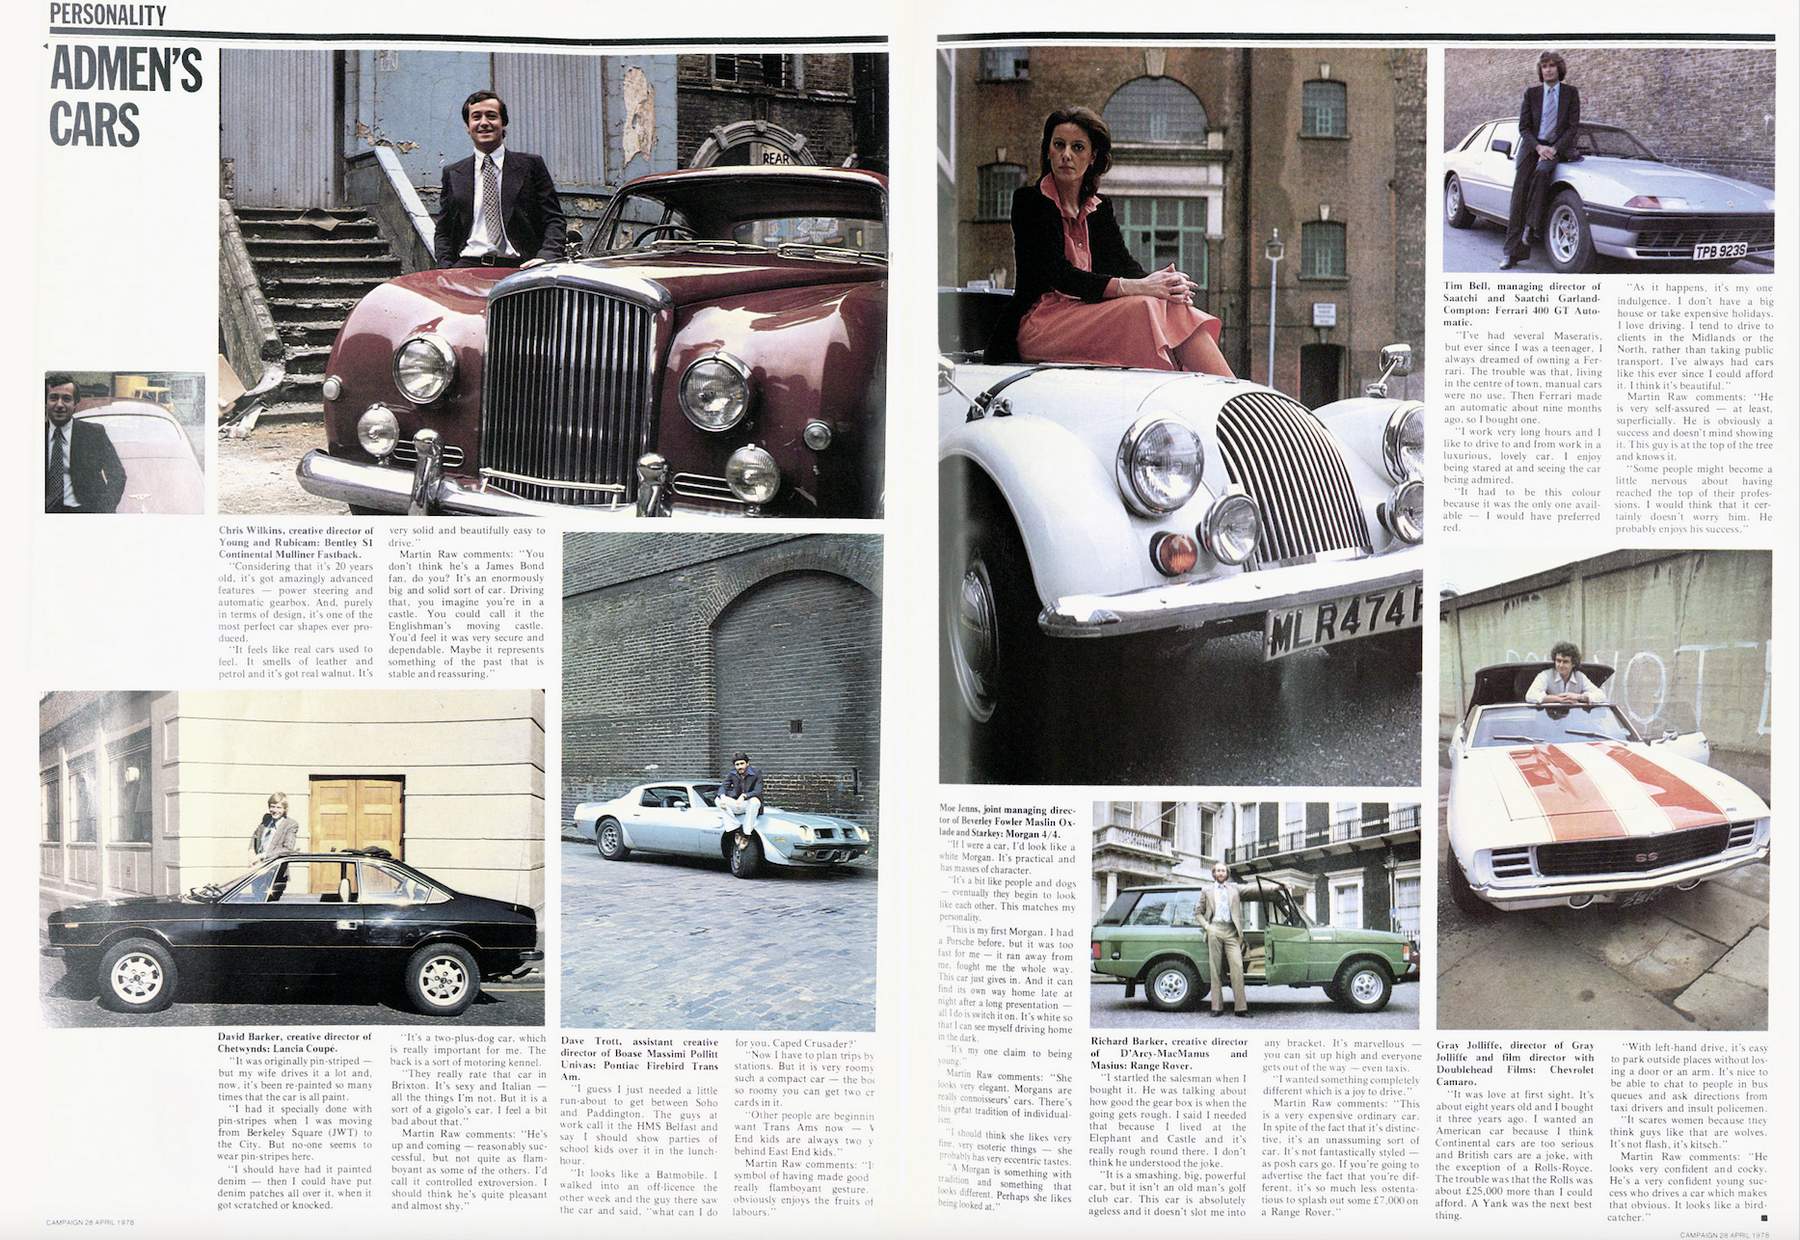 PERSONALITY
'ADMEN'S
CARS
REAR
Chris Wilkins, creative director of
Young and Rubicam: Bentley S1
Continental Mulliner Fastback.
"Considering that it's 20 years
old, it's got amazingly advanced
features — power steering and
automatic gearbox. And, purely
in terms of design, it's one of the
most perfect car shapes ever pro-
duced.
"It feels like real cars used to
feel. It smells of leather and
petrol and it's got real walnut. It's
very solid and beautifully easy to
drive."
Martin Raw comments: "You
don't think he's a James Bond
fan, do you? It's an enormously
big and solid sort of car. Driving
that, you imagine you're in a
castle. You could call it the
Englishman's moving castle.
You'd feel it was very secure and
dependable. Maybe it represents
something of the past that is
stable and reassuring."
David Barker, creative director of
Chetwynds: Lancia Coupé.
"It was originally pin-striped —
but my wife drives it a lot and,
now, it's been re-painted so many
times that the car is all paint.
"I had it specially done with
pin-stripes when I was moving
from Berkeley Square (JWT) to
the City. But no-one seems to
wear pin-stripes here.
"I should have had it painted
denim — then I could have put
denim patches all over it, when it
got scratched or knocked.
"It's a two-plus-dog car, which
is really important for me. The
back is a sort of motoring kennel.
"They really rate that car in
Brixton. It's sexy and Italian —
all the things I'm not. But it is a
sort of a gigolo's car. I feel a bit
bad about that."
Martin Raw comments: "He's
up and coming — reasonably suc-
cessful, but not quite as flam-
boyant as some of the others. I'd
call it controlled extroversion. I
should think he's quite pleasant
and almost shy."
Dave Trott, assistant creative
director of Boase Massimi Pollitt
Univas: Pontiac Firebird Trans
Am.
"I guess I just needed a little
run-about to get between Soho
and Paddington. The guys at
work call it the HMS Belfast and
say I should show parties of
school kids over it in the lunch-
hour.
"It looks like a Batmobile. I
walked into an off-licence the
other week and the guy there saw
the car and said, "what can I do
for you, Caped Crusader?'
"Now I have to plan trips by
stations. But it is very roomy
such a compact car — the boo
so roomy you can get two cr
cards in it.
"Other people are beginnin
want Trans Ams now —
End kids are always two y
behind East End kids."
Martin Raw comments:
symbol of having made good
really flamboyant gesture.
obviously enjoys the fruits of
labours."
CAMPAIGN 28 APRIL 1978
MLR474
Moe Jenns, joint managing direc-
tor of Beverley Fowler Maslin Ox-
lade and Starkey: Morgan 4/4.
"If I were a car, I'd look like a
white Morgan. It's practical and
has masses of character.
"It's a bit like people and dogs
— eventually they begin to look
like each other. This matches my
personality.
"This is my first Morgan. I had
a Porsche before, but it was too
fast for me — it ran away from
me, fought me the whole way.
This car just gives in. And it can
find its own way home late at
night after a long presentation —
all I do is switch it on. It's white so
that I can see myself driving home
in the dark.
"It's my one claim to being
young."
Martin Raw comments: "She
looks very elegant. Morgans are
really connoisseurs' cars. There's
this great tradition of individual-
ism.
"I should think she likes very
fine, very esoteric things — she
probably has very eccentric tastes.
"A Morgan is something with
tradition and something that
looks different. Perhaps she likes
being looked at."
Richard Barker, creative director
of D'Arcy-MacManus and
Masius: Range Rover.
"I startled the salesman when I
bought it. He was talking about
how good the gear box is when the
going gets rough. I said I needed
that because I lived at the
Elephant and Castle and it's
really rough round there. I don't
think he understood the joke.
"It is a smashing, big, powerful
car, but it isn't an old man's golf
club car. This car is absolutely
ageless and it doesn't slot me into
any bracket. It's marvellous —
you can sit up high and everyone
gets out of the way — even taxis.
"I wanted something completely
different which is a joy to drive."
Martin Raw comments: "This
is a very expensive ordinary car.
In spite of the fact that it's distinc-
tive, it's an unassuming sort of
car. It's not fantastically styled —
as posh cars go. If you're going to
advertise the fact that you're dif-
ferent, it's so much less ostenta-
tious to splash out some £7,000 on
a Range Rover."
TPB 923S
Tim Bell, managing director of
Saatchi and Saatchi Garland-
Compton: Ferrari 400 GT Auto-
matic.
"I've had several Maseratis,
but ever since I was a teenager, I
always dreamed of owning a Fer-
rari. The trouble was that, living
in the centre of town, manual cars
were no use. Then Ferrari made
an automatic about nine months
ago, so I bought one.
"I work very long hours and I
like to drive to and from work in a
luxurious, lovely car. I enjoy
being stared at and seeing the car
being admired.
"It had to be this colour
because it was the only one avail-
able — I would have preferred
red.
"As it happens, it's my one
indulgence. I don't have a big
house or take expensive holidays.
I love driving. I tend to drive to
clients in the Midlands or the
North, rather than taking public
transport. I've always had cars
like this ever since I could afford
it. I think it's beautiful."
Martin Raw comments: "He
is very self-assured — at least,
superficially. He is obviously a
success and doesn't mind showing
it. This guy is at the top of the tree
and knows it.
"Some people might become a
little nervous about having
reached the top of their profes-
sions. I would think that it cer-
tainly doesn't worry him. He
probably enjoys his success."
SS
Gray Jolliffe, director of Gray
Jolliffe and film director with
Doublehead Films: Chevrolet
Camaro.
"It was love at first sight. It's
about eight years old and I bought
it three years ago. I wanted an
American car because I think
Continental cars are too serious
and British cars are a joke, with
the exception of a Rolls-Royce.
The trouble was that the Rolls was
about £25,000 more than I could
afford. A Yank was the next best
thing.
"With left-hand drive, it's easy
to park outside places without los-
ing a door or an arm. It's nice to
be able to chat to people in bus
queues and ask directions from
taxi drivers and insult policemen.
"It scares women because they
think guys like that are wolves.
It's not flash, it's kitsch."
Martin Raw comments: "He
looks very confident and cocky.
He's a very confident young suc-
cess who drives a car which makes
that obvious. It looks like a bird-
catcher."
CAMPAIGN 28 APRIL 1978